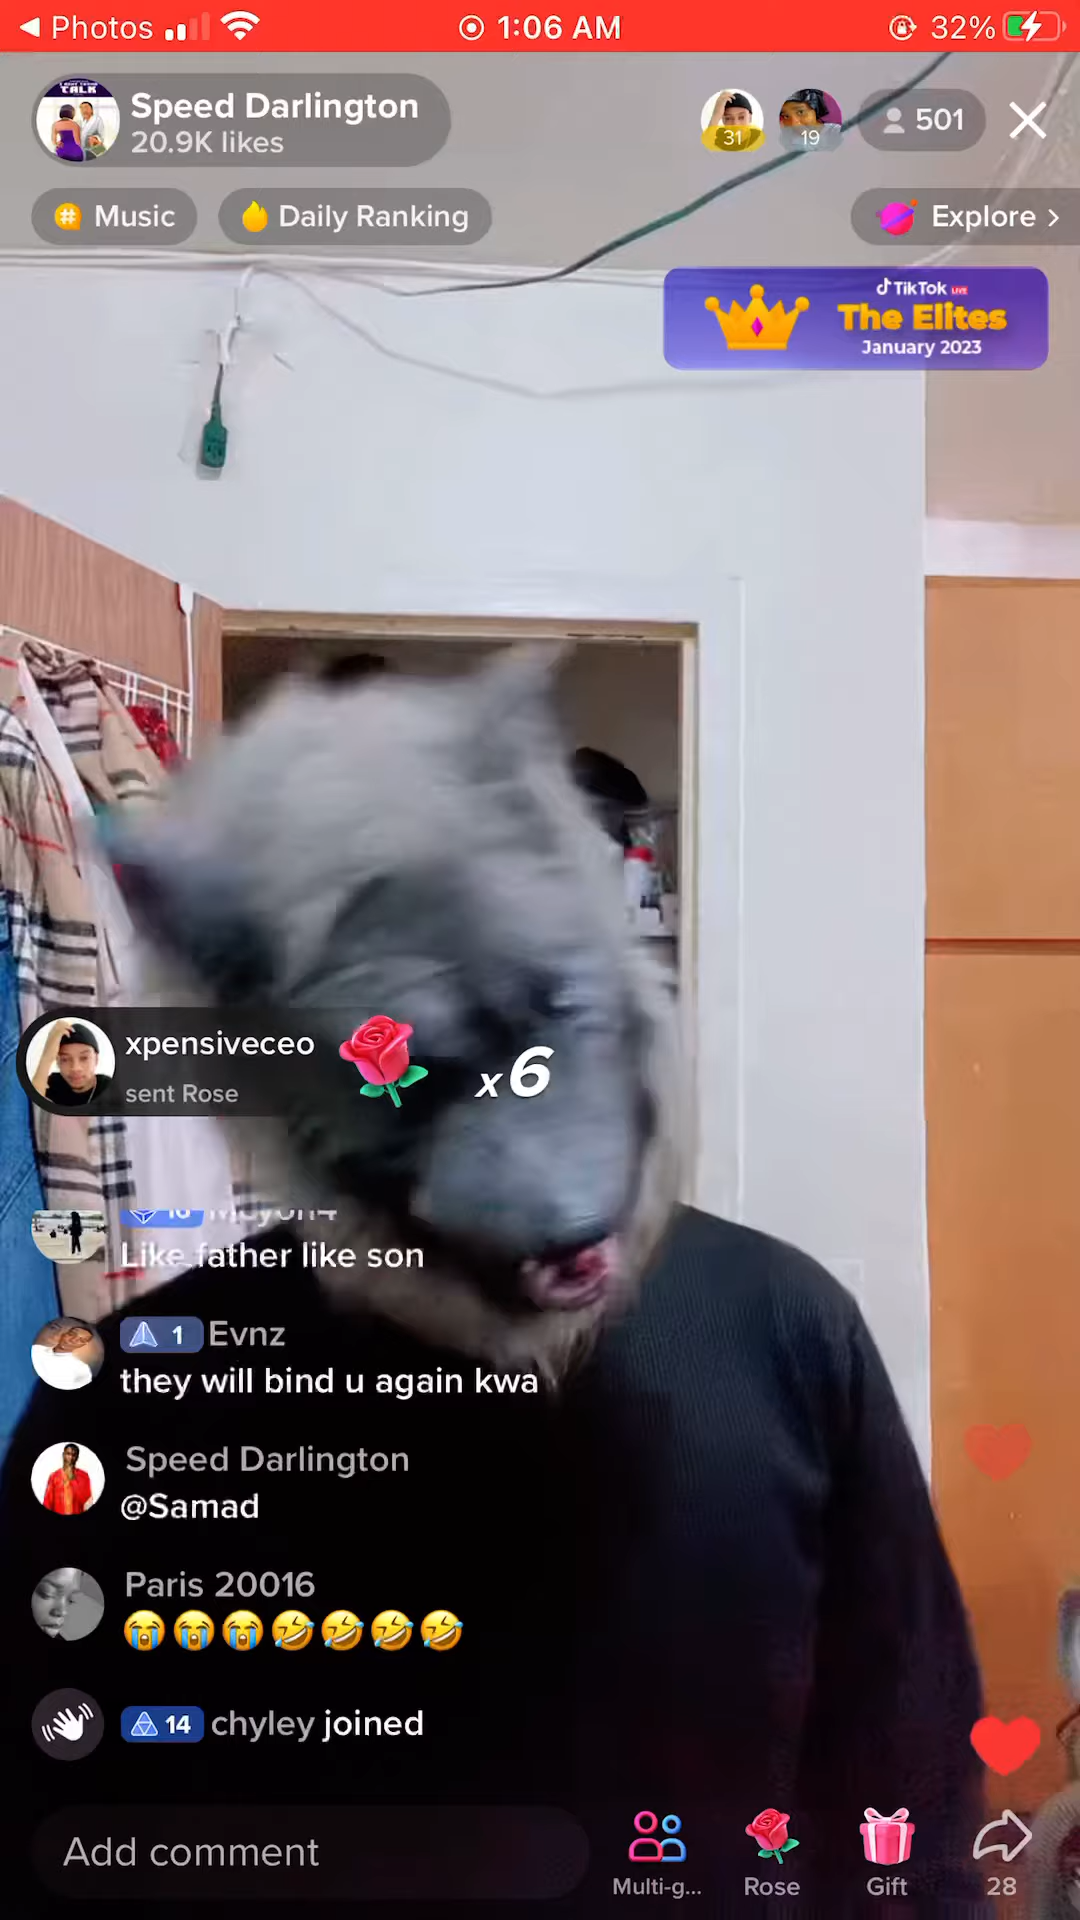 Photos
1:06 AM
32%
TALK
Speed Darlington
20.9K likes
31
19
501
Music
Daily Ranking
Explore
TikTok LIVE
The Elites
January 2023
xpensiveceo
sent Rose
x6
Like father like son
1 Evnz
they will bind u again kwa
Speed Darlington
@Samad
Paris 20016
😭😭😭🤣🤣🤣🤣
14 chyley joined
Add comment
Multi-g...
Rose
Gift
28